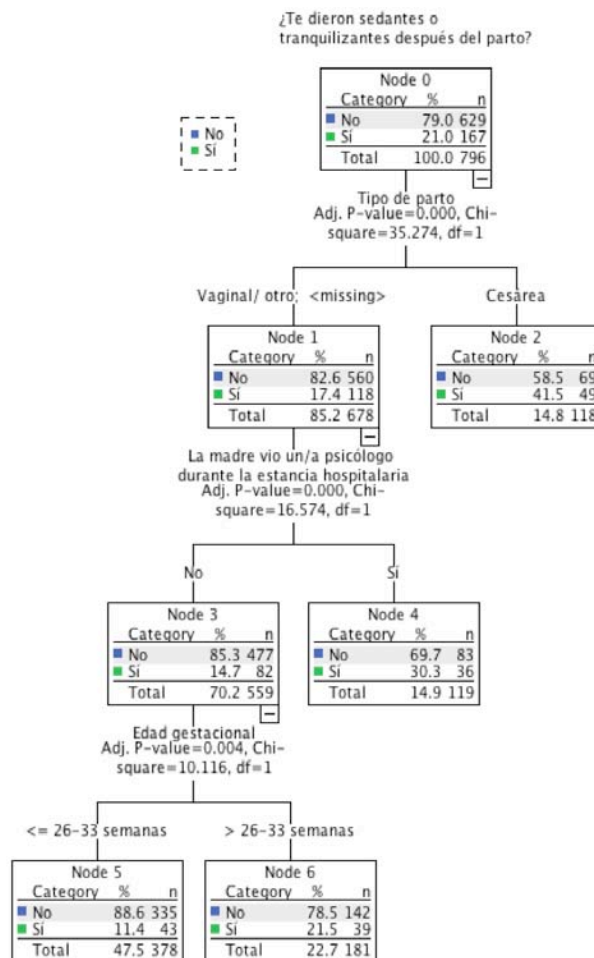 ¿Te dieron sedantes o
tranquilizantes después del parto?
Node 0
Category % n
No 79.0 629
Sí 21.0 167
Total 100.0 796
No
Sí
Tipo de parto
Adj. P-value=0.000, Chi-
square=35.274, df=1
Vaginal/ otro; <missing>
Cesárea
Node 1
Category % n
No 82.6 560
Sí 17.4 118
Total 85.2 678
Node 2
Category % n
No 58.5 69
Sí 41.5 49
Total 14.8 118
La madre vio un/a psicólogo
durante la estancia hospitalaria
Adj. P-value=0.000, Chi-
square=16.574, df=1
No
Sí
Node 3
Category % n
No 85.3 477
Sí 14.7 82
Total 70.2 559
Node 4
Category % n
No 69.7 83
Sí 30.3 36
Total 14.9 119
Edad gestacional
Adj. P-value=0.004, Chi-
square=10.116, df=1
<= 26-33 semanas
> 26-33 semanas
Node 5
Category % n
No 88.6 335
Sí 11.4 43
Total 47.5 378
Node 6
Category % n
No 78.5 142
Sí 21.5 39
Total 22.7 181